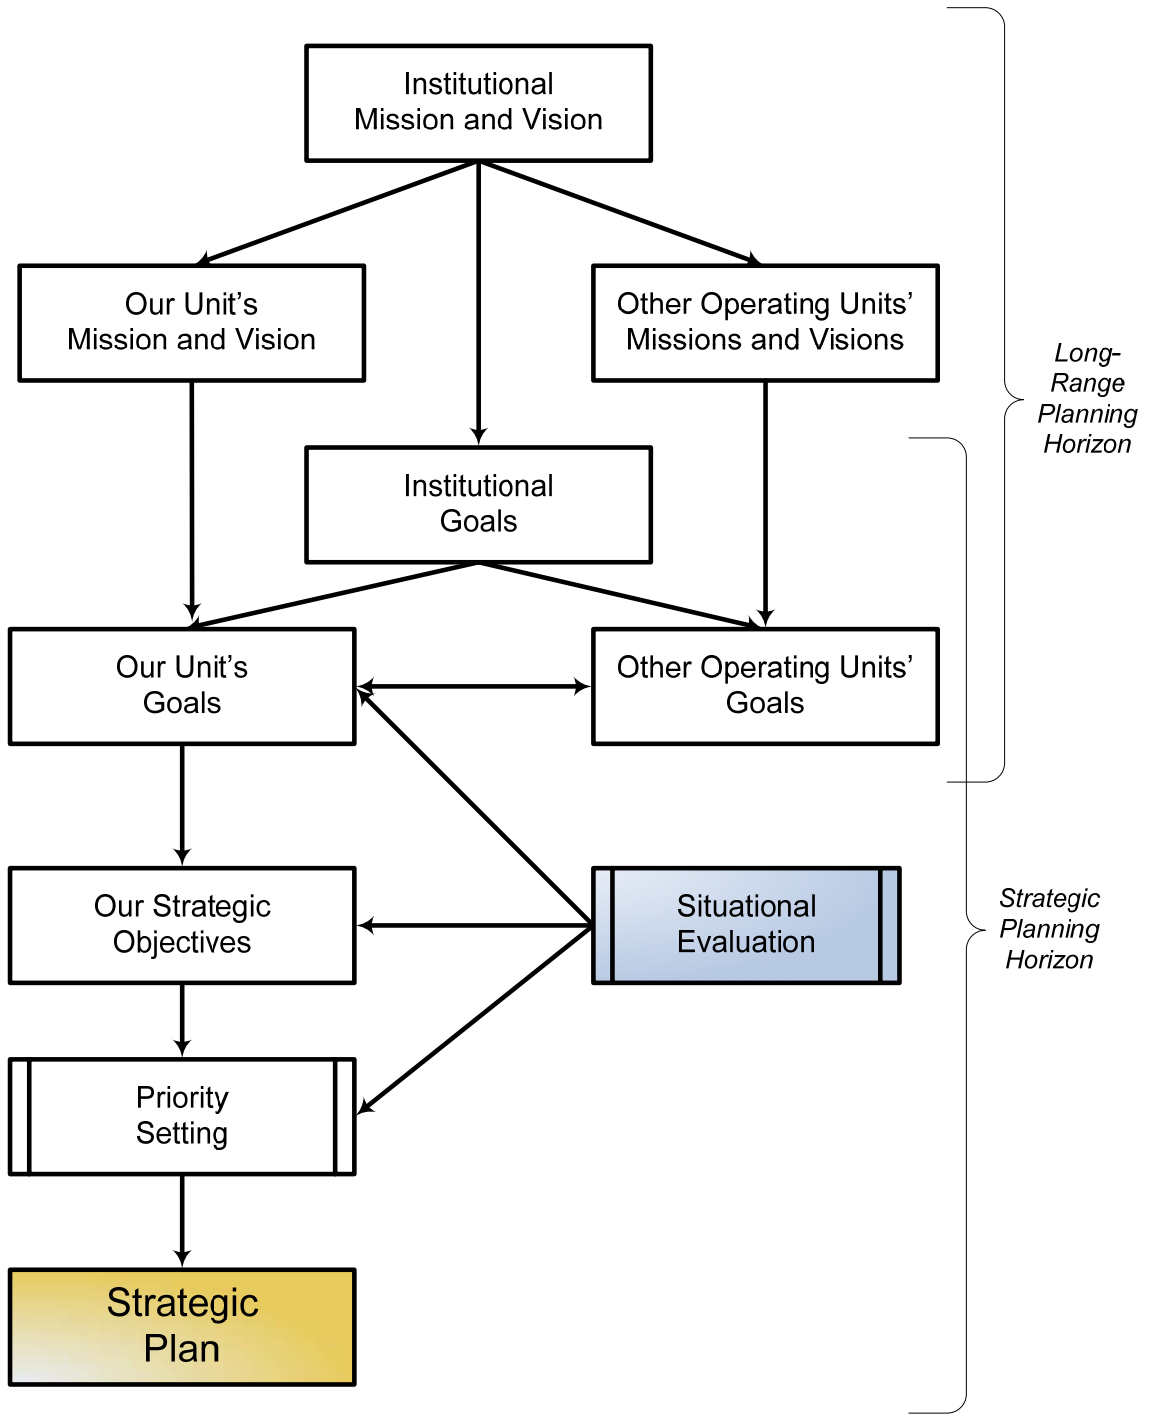 Institutional
Mission and Vision
Our Unit’s
Mission and Vision
Other Operating Units’
Missions and Visions
Long-
Range
Planning
Horizon
Institutional
Goals
Our Unit’s
Goals
Other Operating Units’
Goals
Our Strategic
Objectives
Situational
Evaluation
Strategic
Planning
Horizon
Priority
Setting
Strategic
Plan